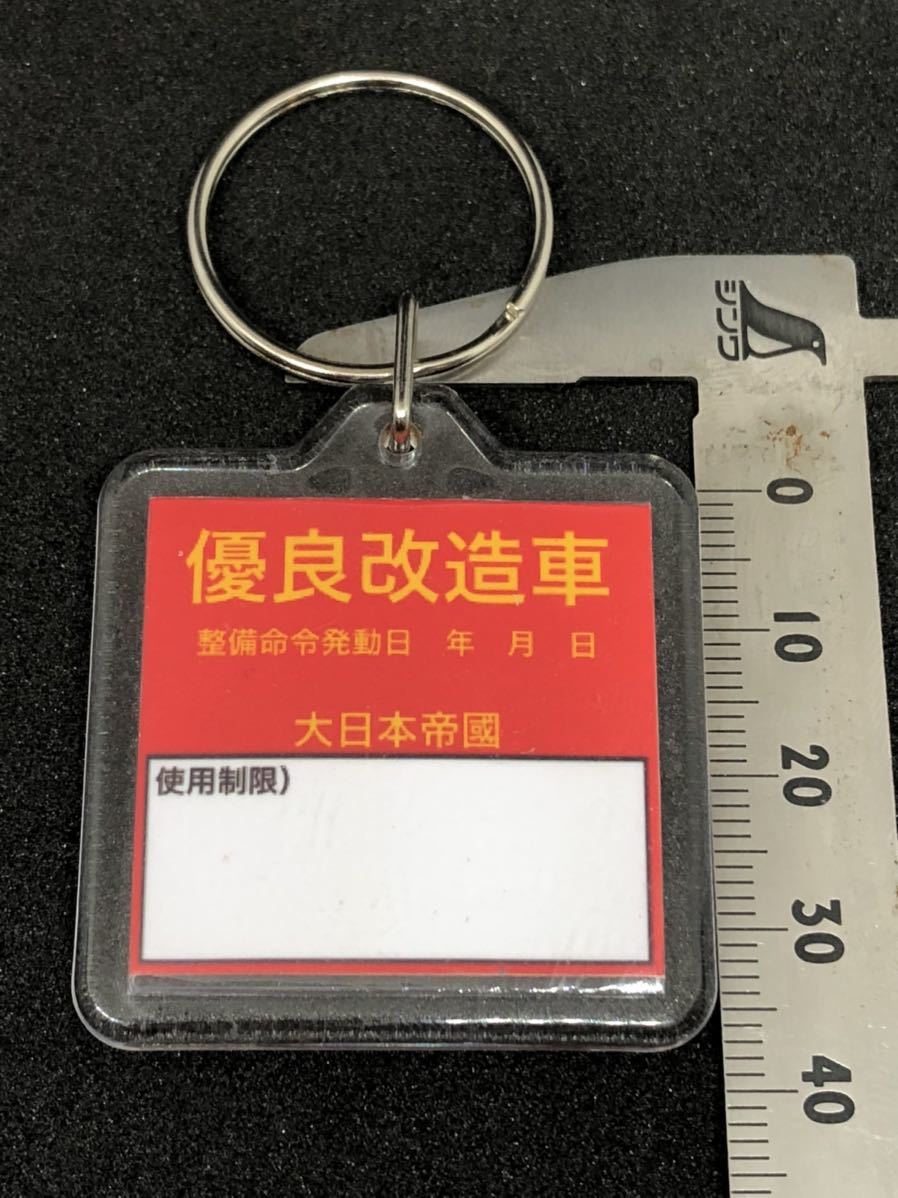 シンワ
優良改造車
整備命令発動日　年　月　日
大日本帝國
使用制限）
0
10
20
30
40